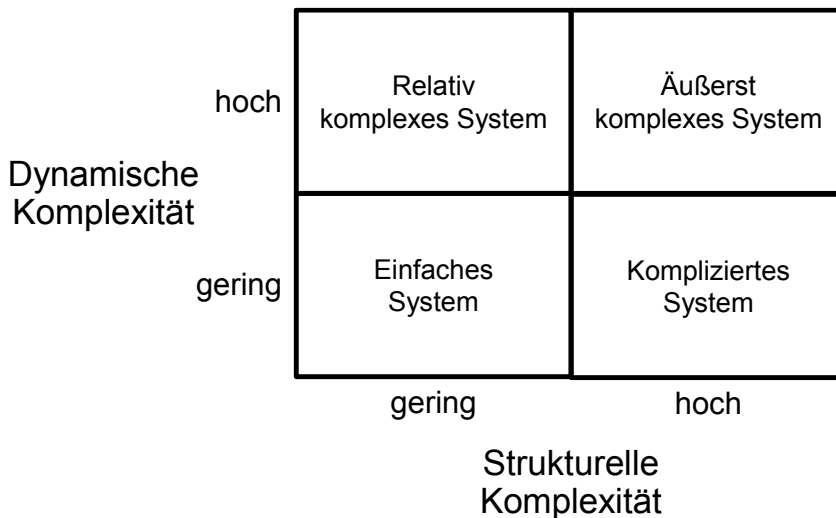 Relativ
komplexes System
Äußerst
komplexes System
hoch
Dynamische
Komplexität
Einfaches
System
Kompliziertes
System
gering
gering
hoch
Strukturelle
Komplexität